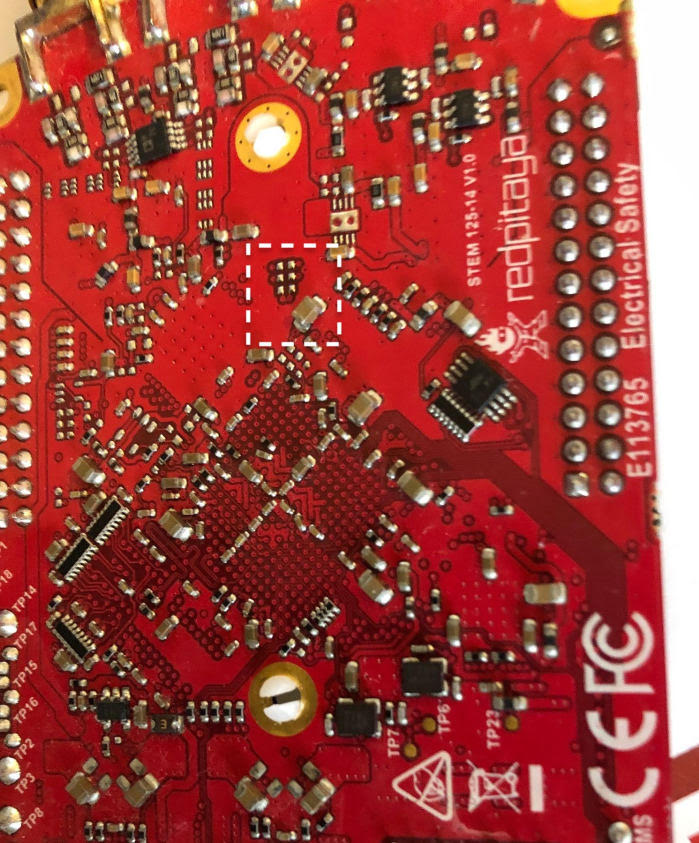 STEM 125-14 V1.0
redpitaya
Electrical Safety
E113765
TP14
TP17
TP15
TP16
TP2
TP3
TP8
TP7
TP6
TP23
CE FC
MS